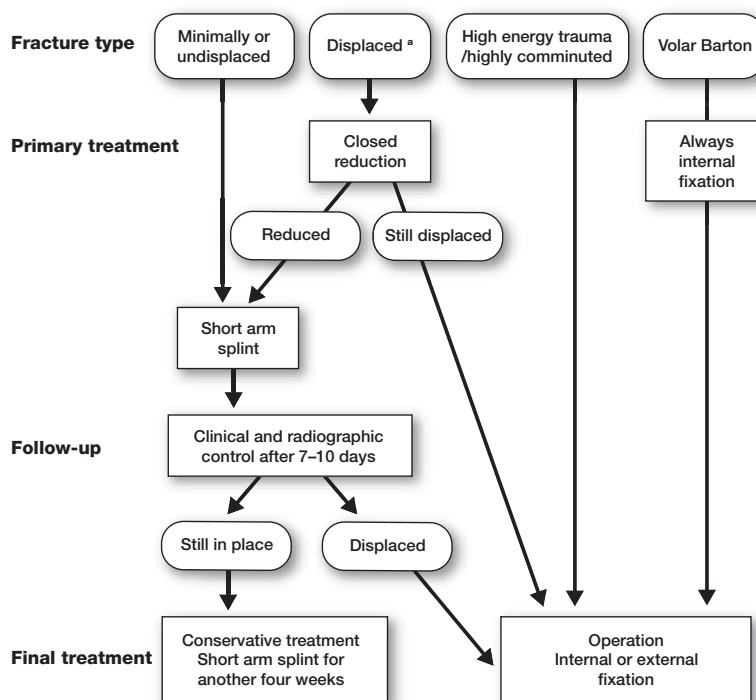 Fracture type
Minimally or
undisplaced
Displaced ª
High energy trauma
/highly comminuted
Volar Barton
Primary treatment
Closed
reduction
Always
internal
fixation
Reduced
Still displaced
Short arm
splint
Follow-up
Clinical and radiographic
control after 7–10 days
Still in place
Displaced
Final treatment
Conservative treatment
Short arm splint for
another four weeks
Operation
Internal or external
fixation